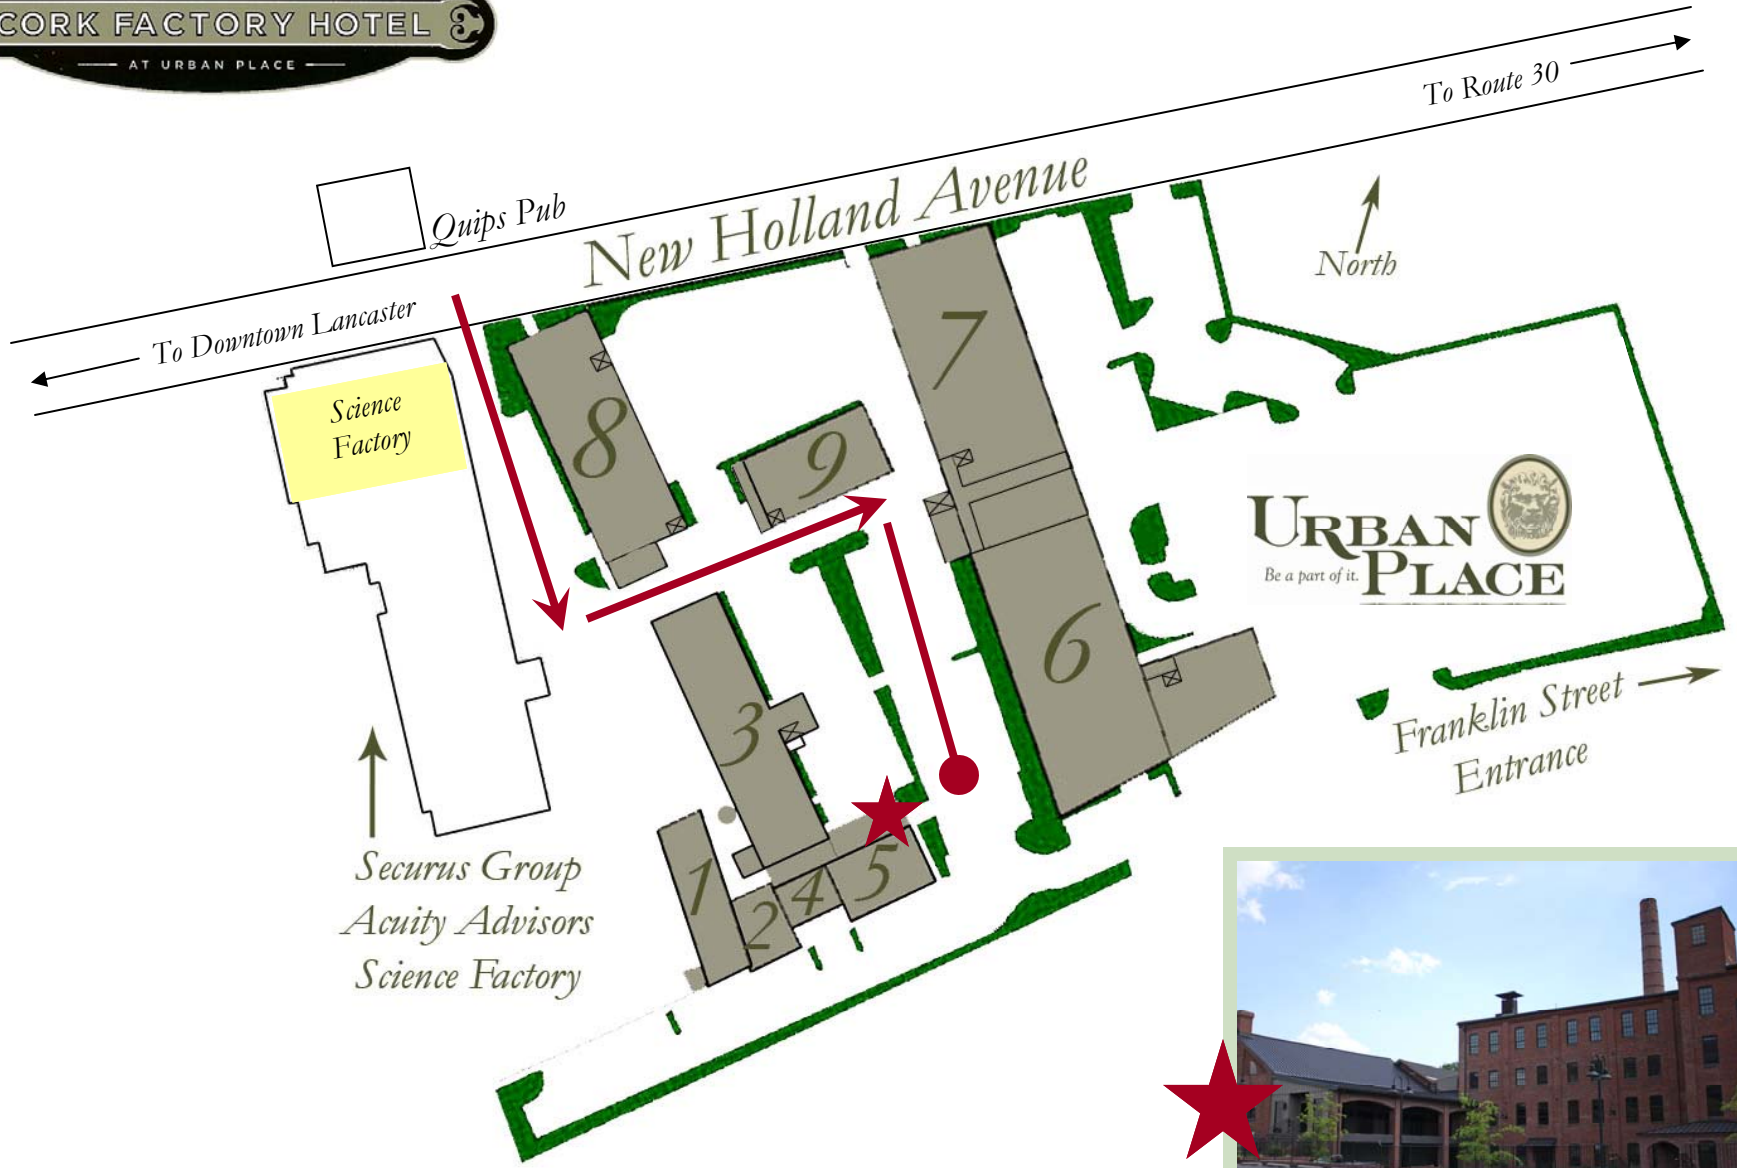 CORK FACTORY HOTEL
AT URBAN PLACE
To Route 30
Quips Pub
New Holland Avenue
North
To Downtown Lancaster
Science
Factory
7
8
9
URBAN
PLACE
Be a part of it.
6
3
Franklin Street
Entrance
5
1
4
2
Securus Group
Acuity Advisors
Science Factory